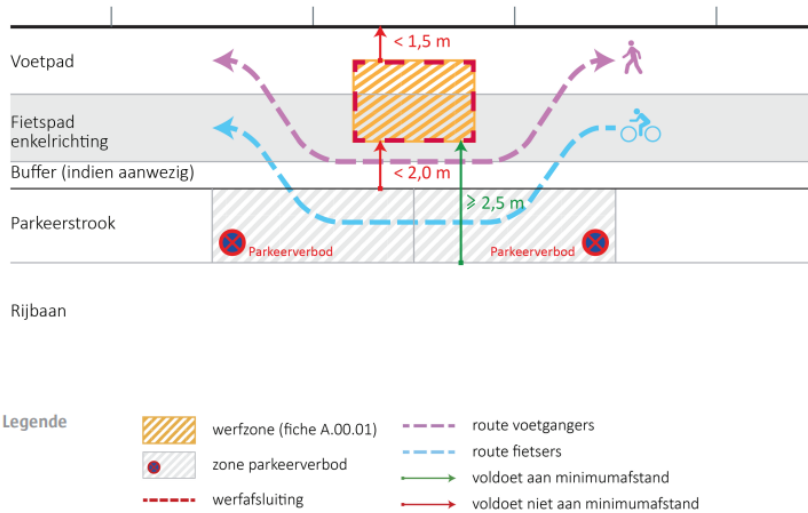 < 1,5 m
Voetpad
Fietspad
enkelrichting
Buffer (indien aanwezig)
< 2,0 m
⩾ 2,5 m
Parkeerstrook
Parkeerverbod
Parkeerverbod
Rijbaan
Legende
werfzone (fiche A.00.01)
zone parkeerverbod
werfafsluiting
route voetgangers
route fietsers
voldoet aan minimumafstand
voldoet niet aan minimumafstand